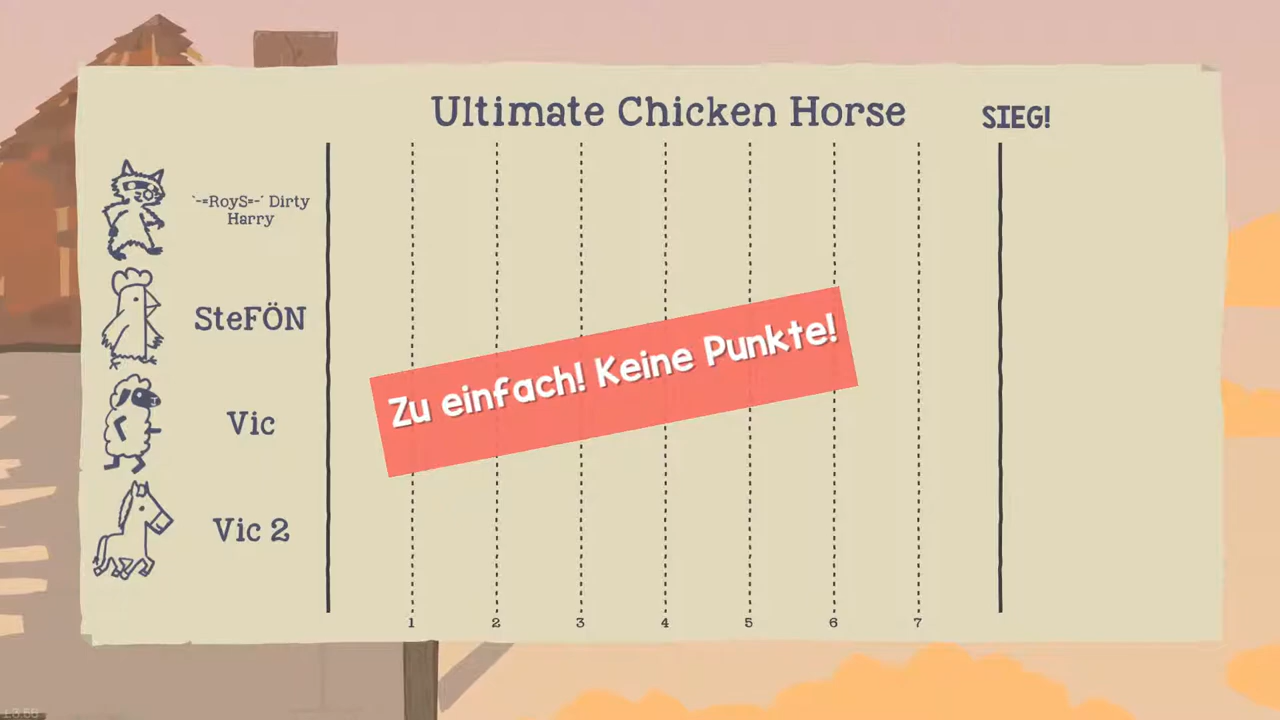 Ultimate Chicken Horse
SIEG!
`-=RoyS=-´ Dirty
Harry
SteFÖN
Zu einfach! Keine Punkte!
Vic
Vic 2
1 2 3 4 5 6 7